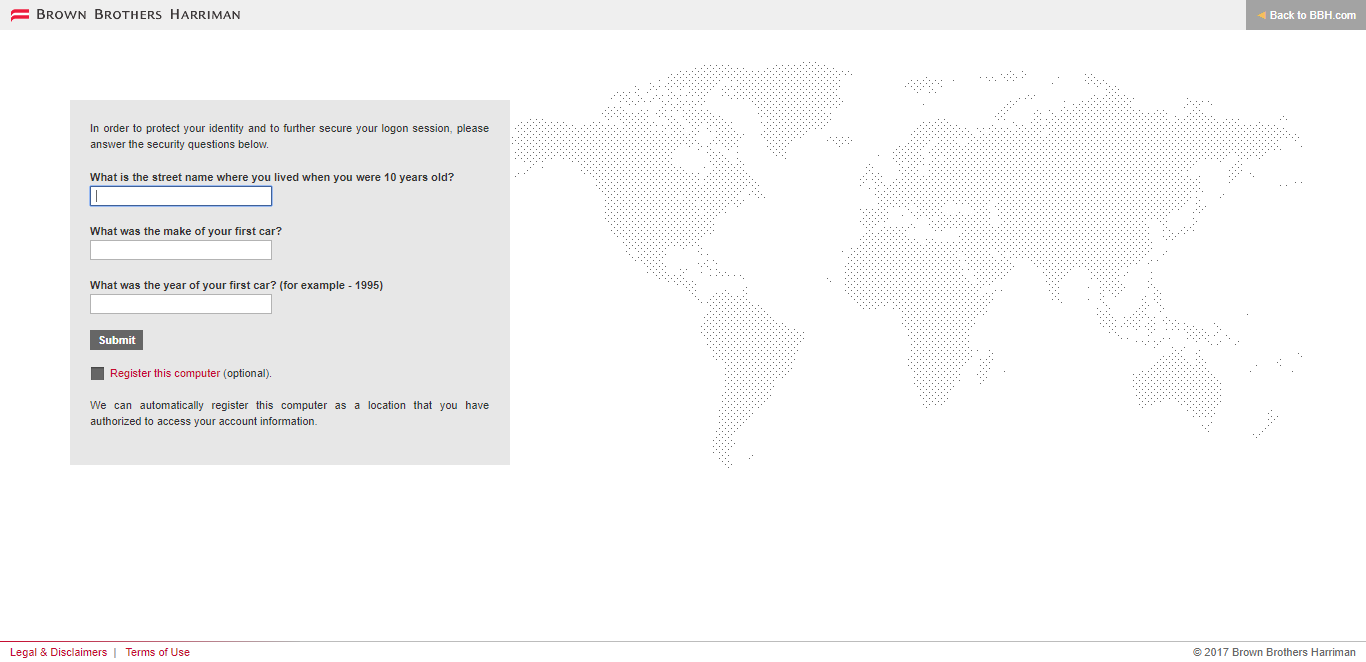 Brown Brothers Harriman
Back to BBH.com
In order to protect your identity and to further secure your logon session, please
answer the security questions below.
What is the street name where you lived when you were 10 years old?
What was the make of your first car?
What was the year of your first car? (for example - 1995)
Submit
Register this computer (optional).
We can automatically register this computer as a location that you have
authorized to access your account information.
Legal & Disclaimers | Terms of Use
© 2017 Brown Brothers Harriman